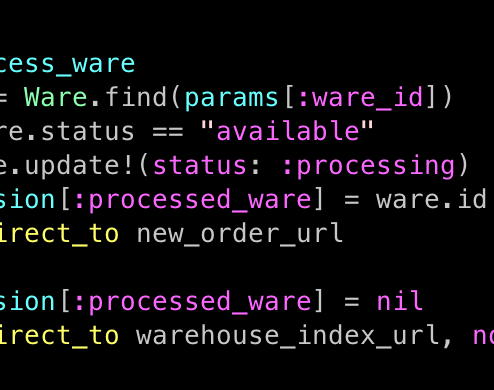 cess_ware
= Ware.find(params[:ware_id])
re.status == "available"
e.update!(status: :processing)
sion[:processed_ware] = ware.id
irect_to new_order_url
sion[:processed_ware] = nil
irect_to warehouse_index_url, no